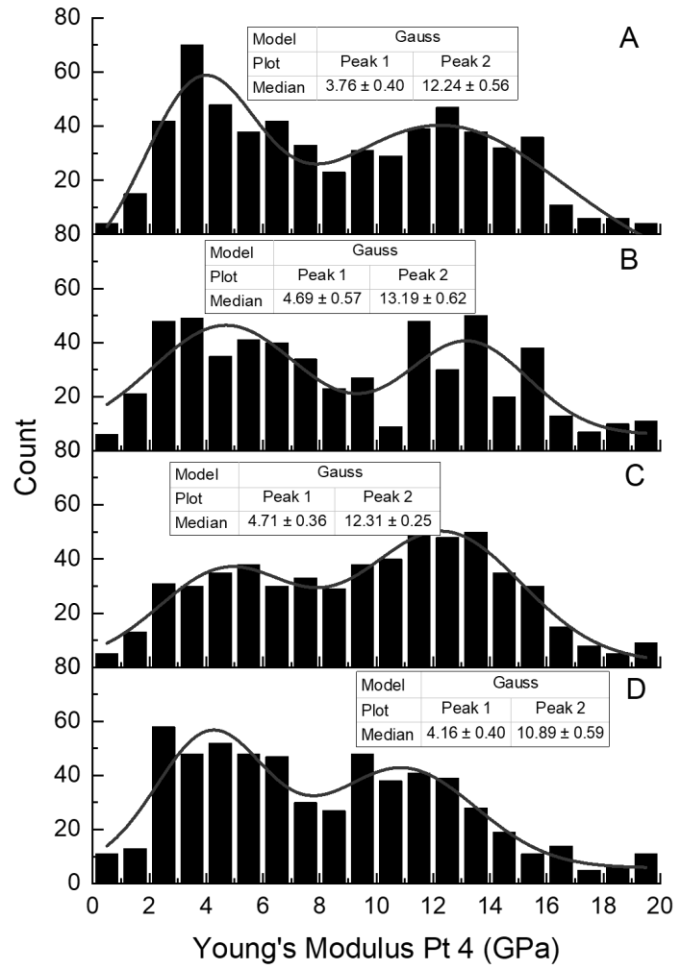 80
60
40
20
A
Model Gauss
Plot Peak 1 Peak 2
Median 3.76 ± 0.40 12.24 ± 0.56
80
60
40
20
B
Model Gauss
Plot Peak 1 Peak 2
Median 4.69 ± 0.57 13.19 ± 0.62
80
60
40
20
C
Model Gauss
Plot Peak 1 Peak 2
Median 4.71 ± 0.36 12.31 ± 0.25
80
60
40
20
0
D
Model Gauss
Plot Peak 1 Peak 2
Median 4.16 ± 0.40 10.89 ± 0.59
Count
0 2 4 6 8 10 12 14 16 18 20
Young's Modulus Pt 4 (GPa)